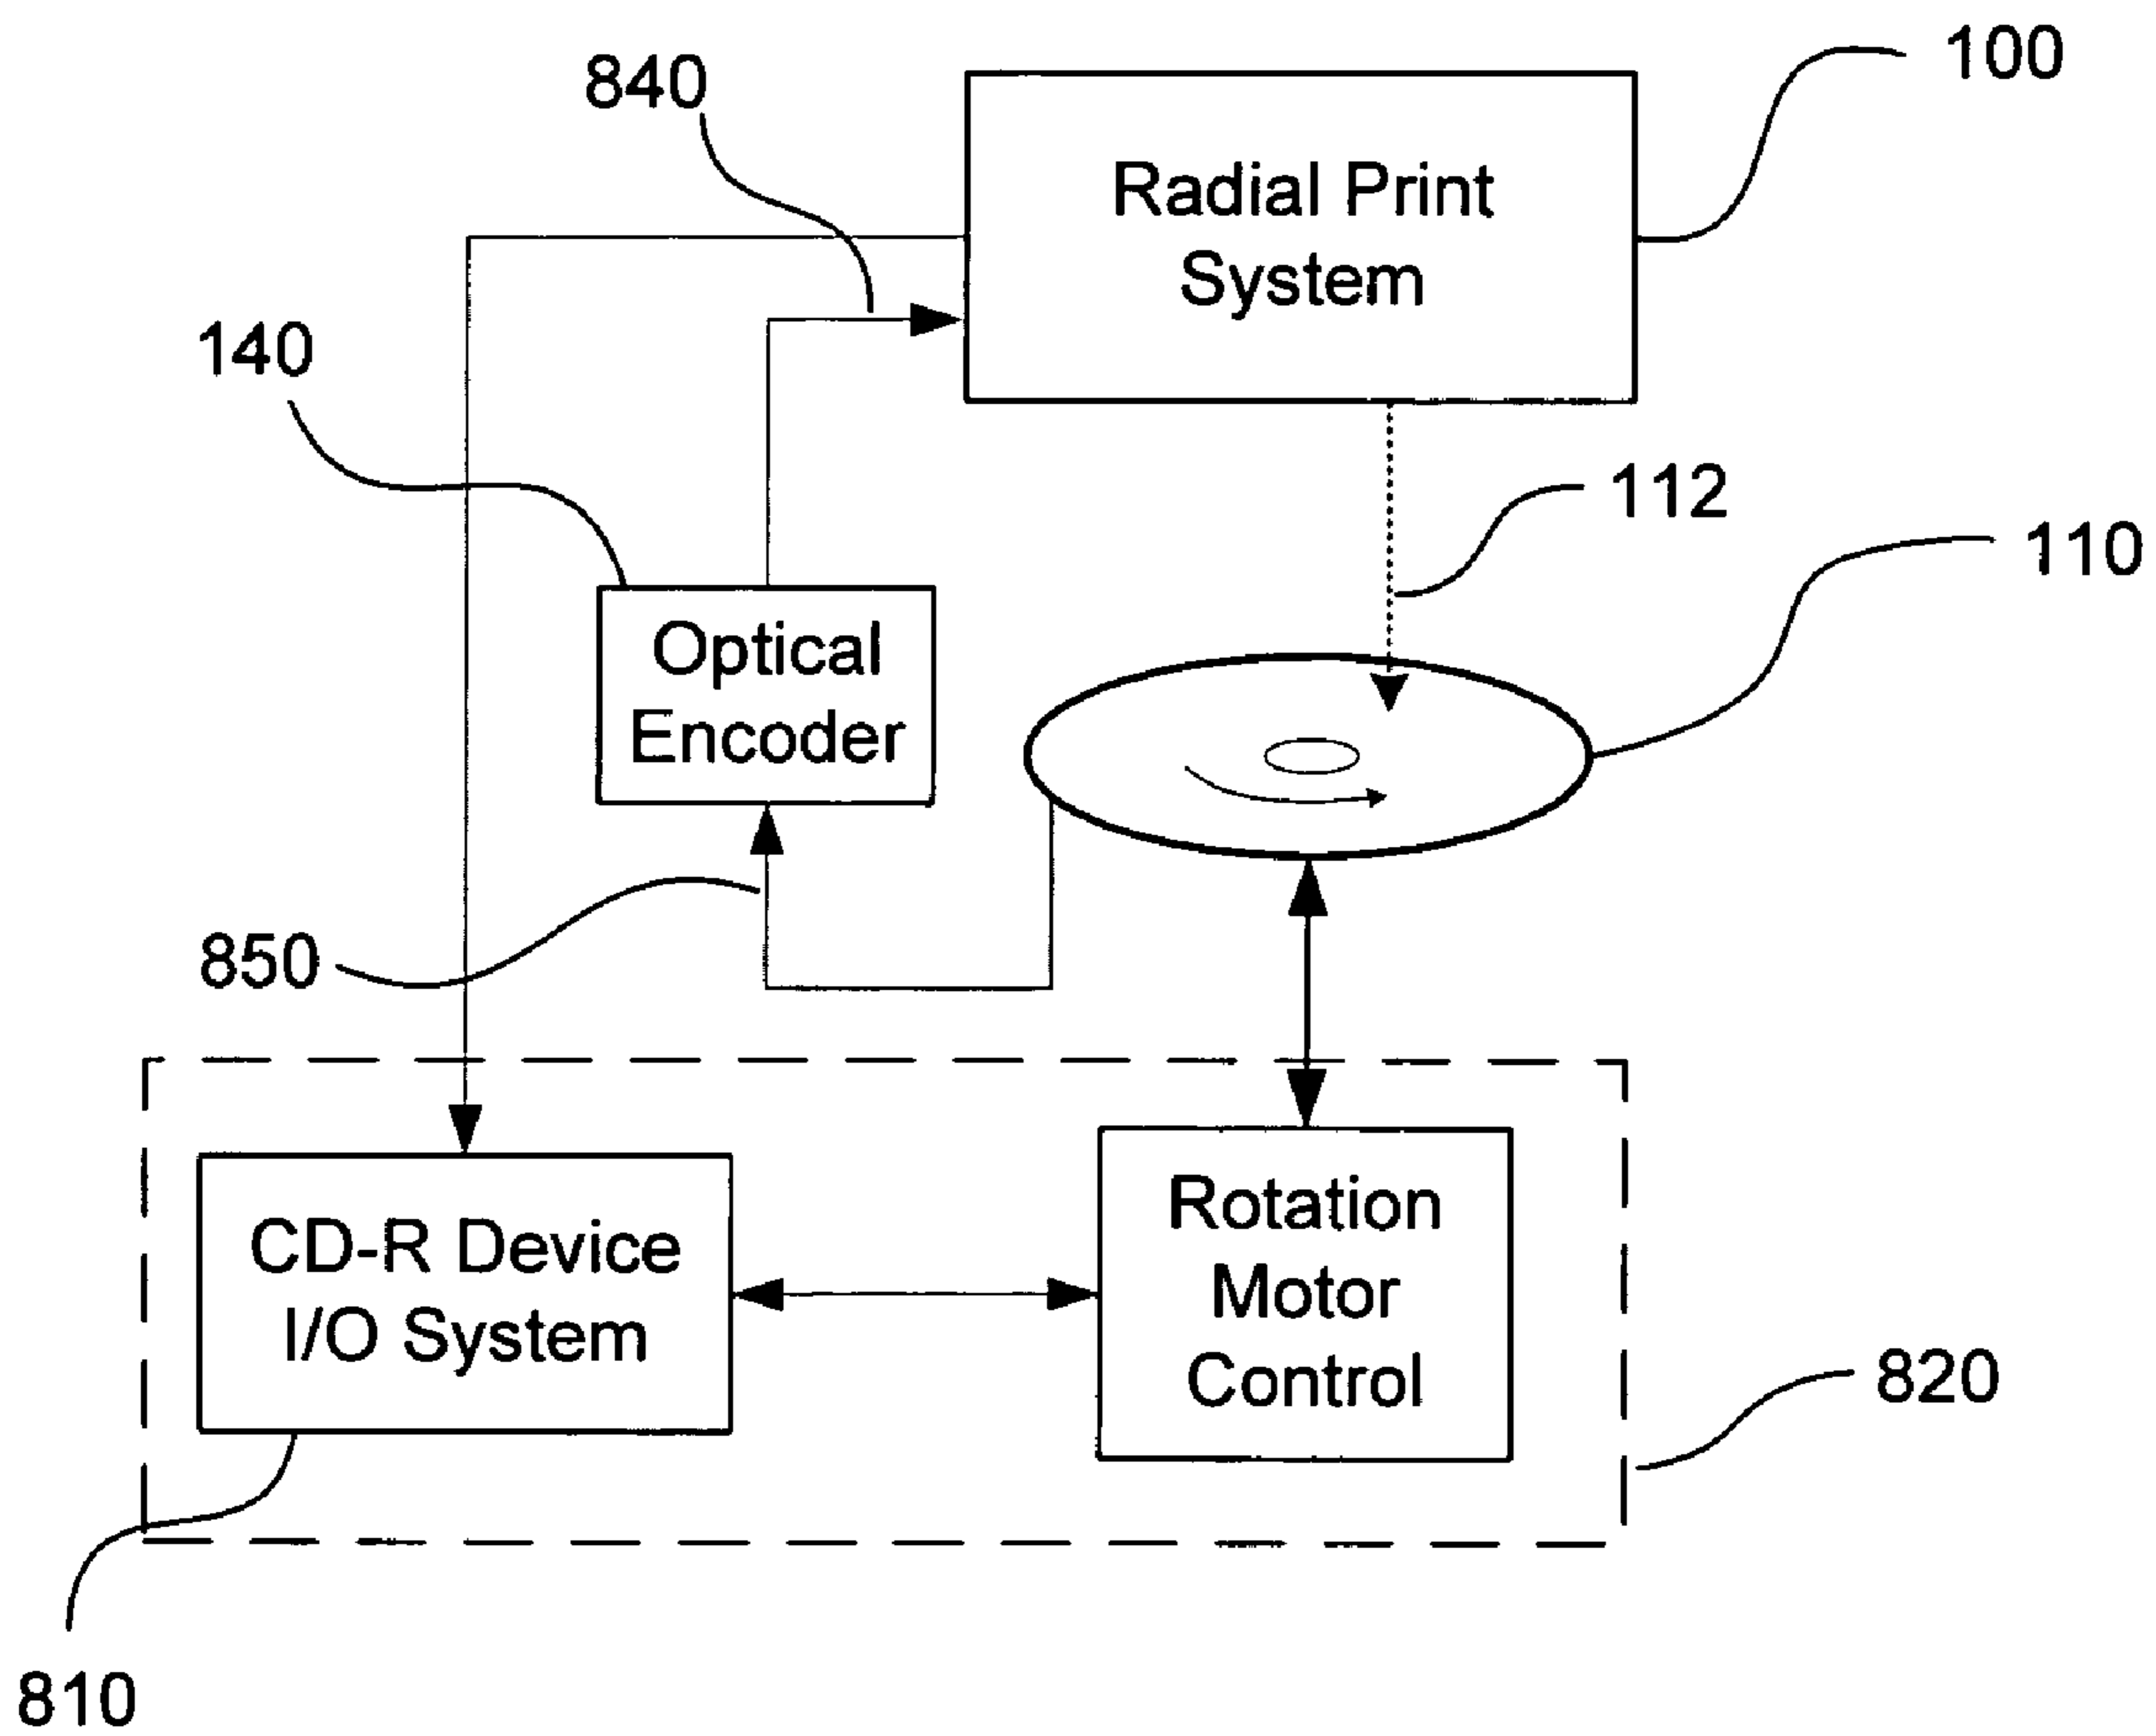 100
840
Radial Print
System
140
112
110
Optical
Encoder
850
CD-R Device
I/O System
Rotation
Motor
Control
820
810